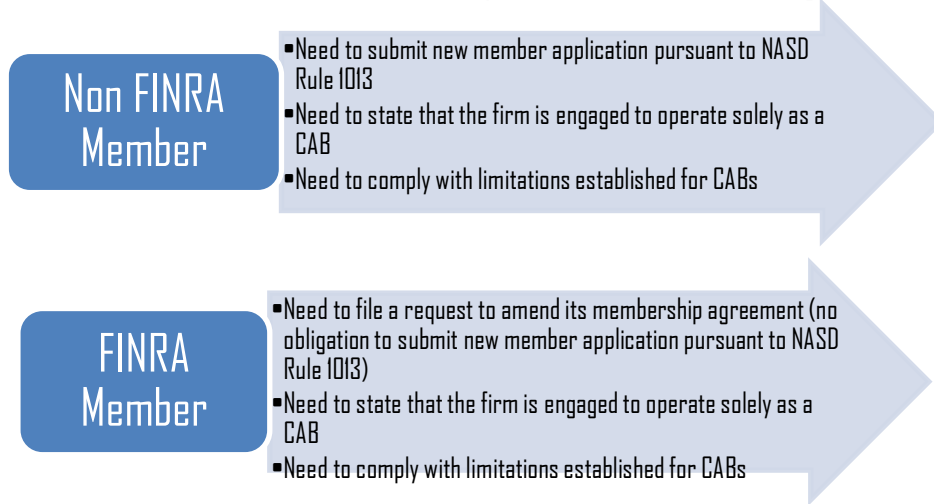 Non FINRA
Member
▪Need to submit new member application pursuant to NASD
Rule 1013
▪Need to state that the firm is engaged to operate solely as a
CAB
▪Need to comply with limitations established for CABs
FINRA
Member
▪Need to file a request to amend its membership agreement (no
obligation to submit new member application pursuant to NASD
Rule 1013)
▪Need to state that the firm is engaged to operate solely as a
CAB
▪Need to comply with limitations established for CABs